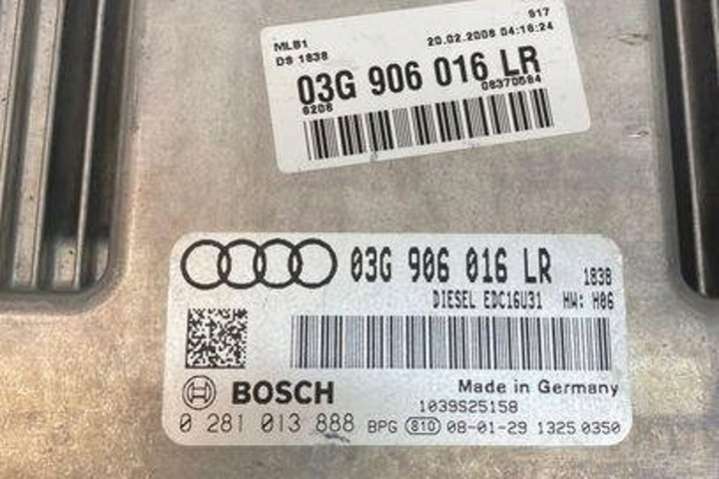 MLB1 917
DS 1838 20.02.2008 04:16:24
03G 906 016 LR
6208 08370584
03G 906 016 LR 1838
DIESEL EDC16U31 HW: H06
BOSCH Made in Germany
1039S25158
0 281 013 888 BPG 810 08-01-29 1325 0350